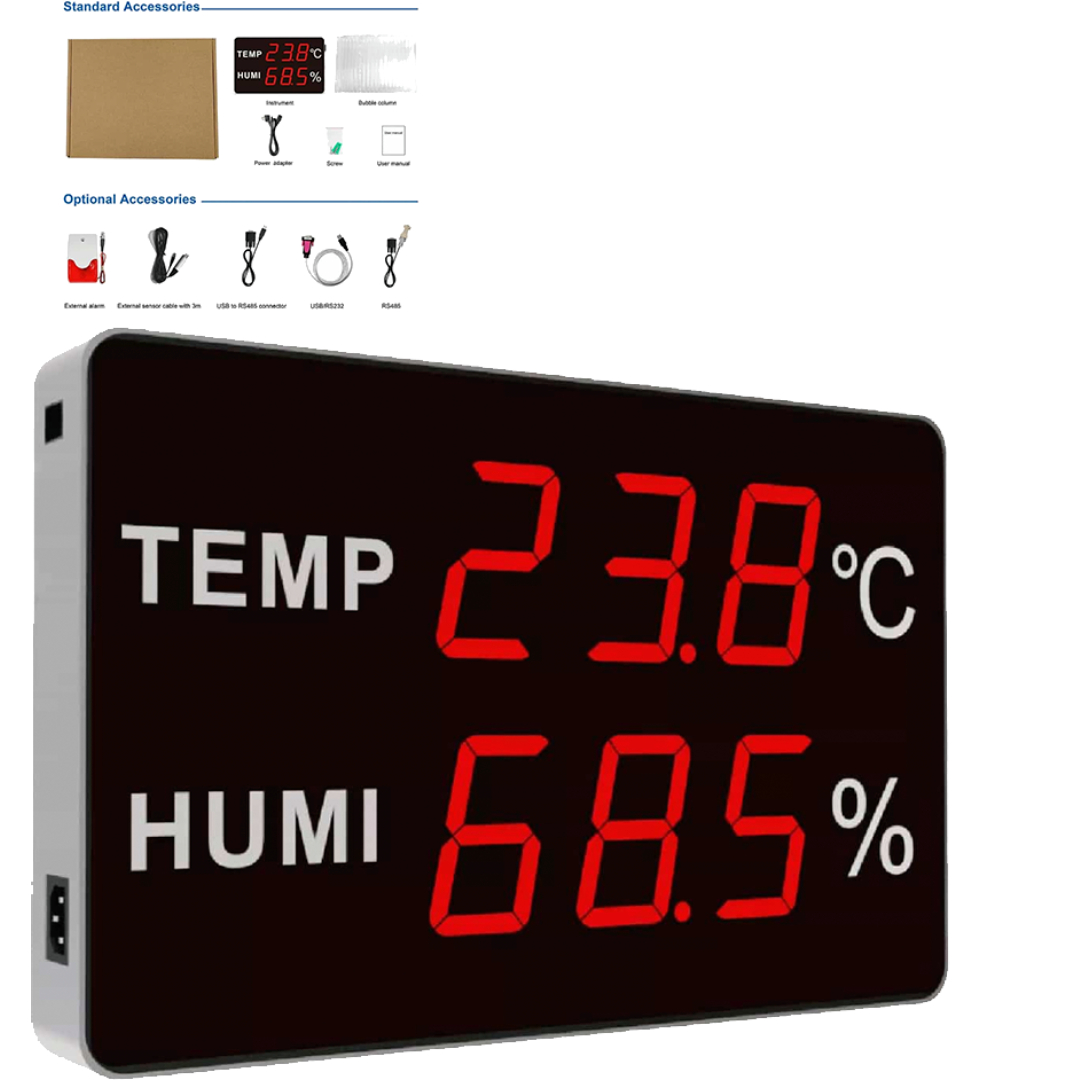 Standard Accessories
TEMP 23.8 °C
HUMI 68.5 %
Instrument
Bubble column
User manual
Power adapter
Screw
User manual
Optional Accessories
External alarm
External sensor cable with 3m
USB to RS485 connector
USB/RS232
RS485
TEMP 23.8 °C
HUMI 68.5 %